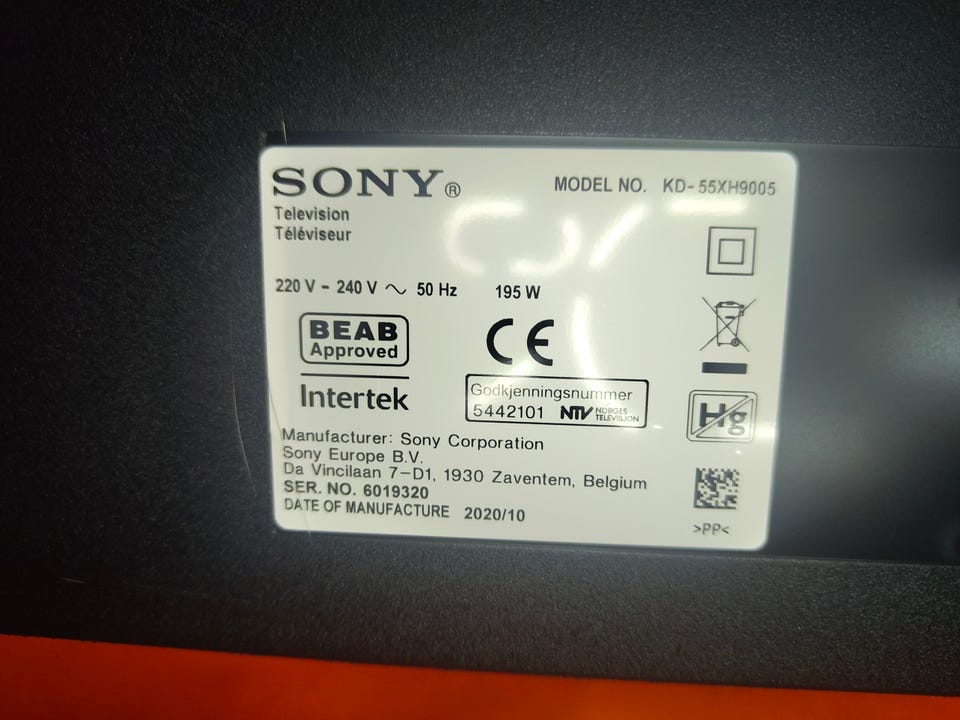 SONY®
MODEL NO. KD-55XH9005
Television
Téléviseur
220 V - 240 V ~ 50 Hz 195 W
BEAB
Approved
Intertek
CE
Godkjenningsnummer
5442101 NTV NORGES
TELEVISJON
Hg
Manufacturer: Sony Corporation
Sony Europe B.V.
Da Vincilaan 7-D1, 1930 Zaventem, Belgium
SER. NO. 6019320
DATE OF MANUFACTURE 2020/10
>PP<